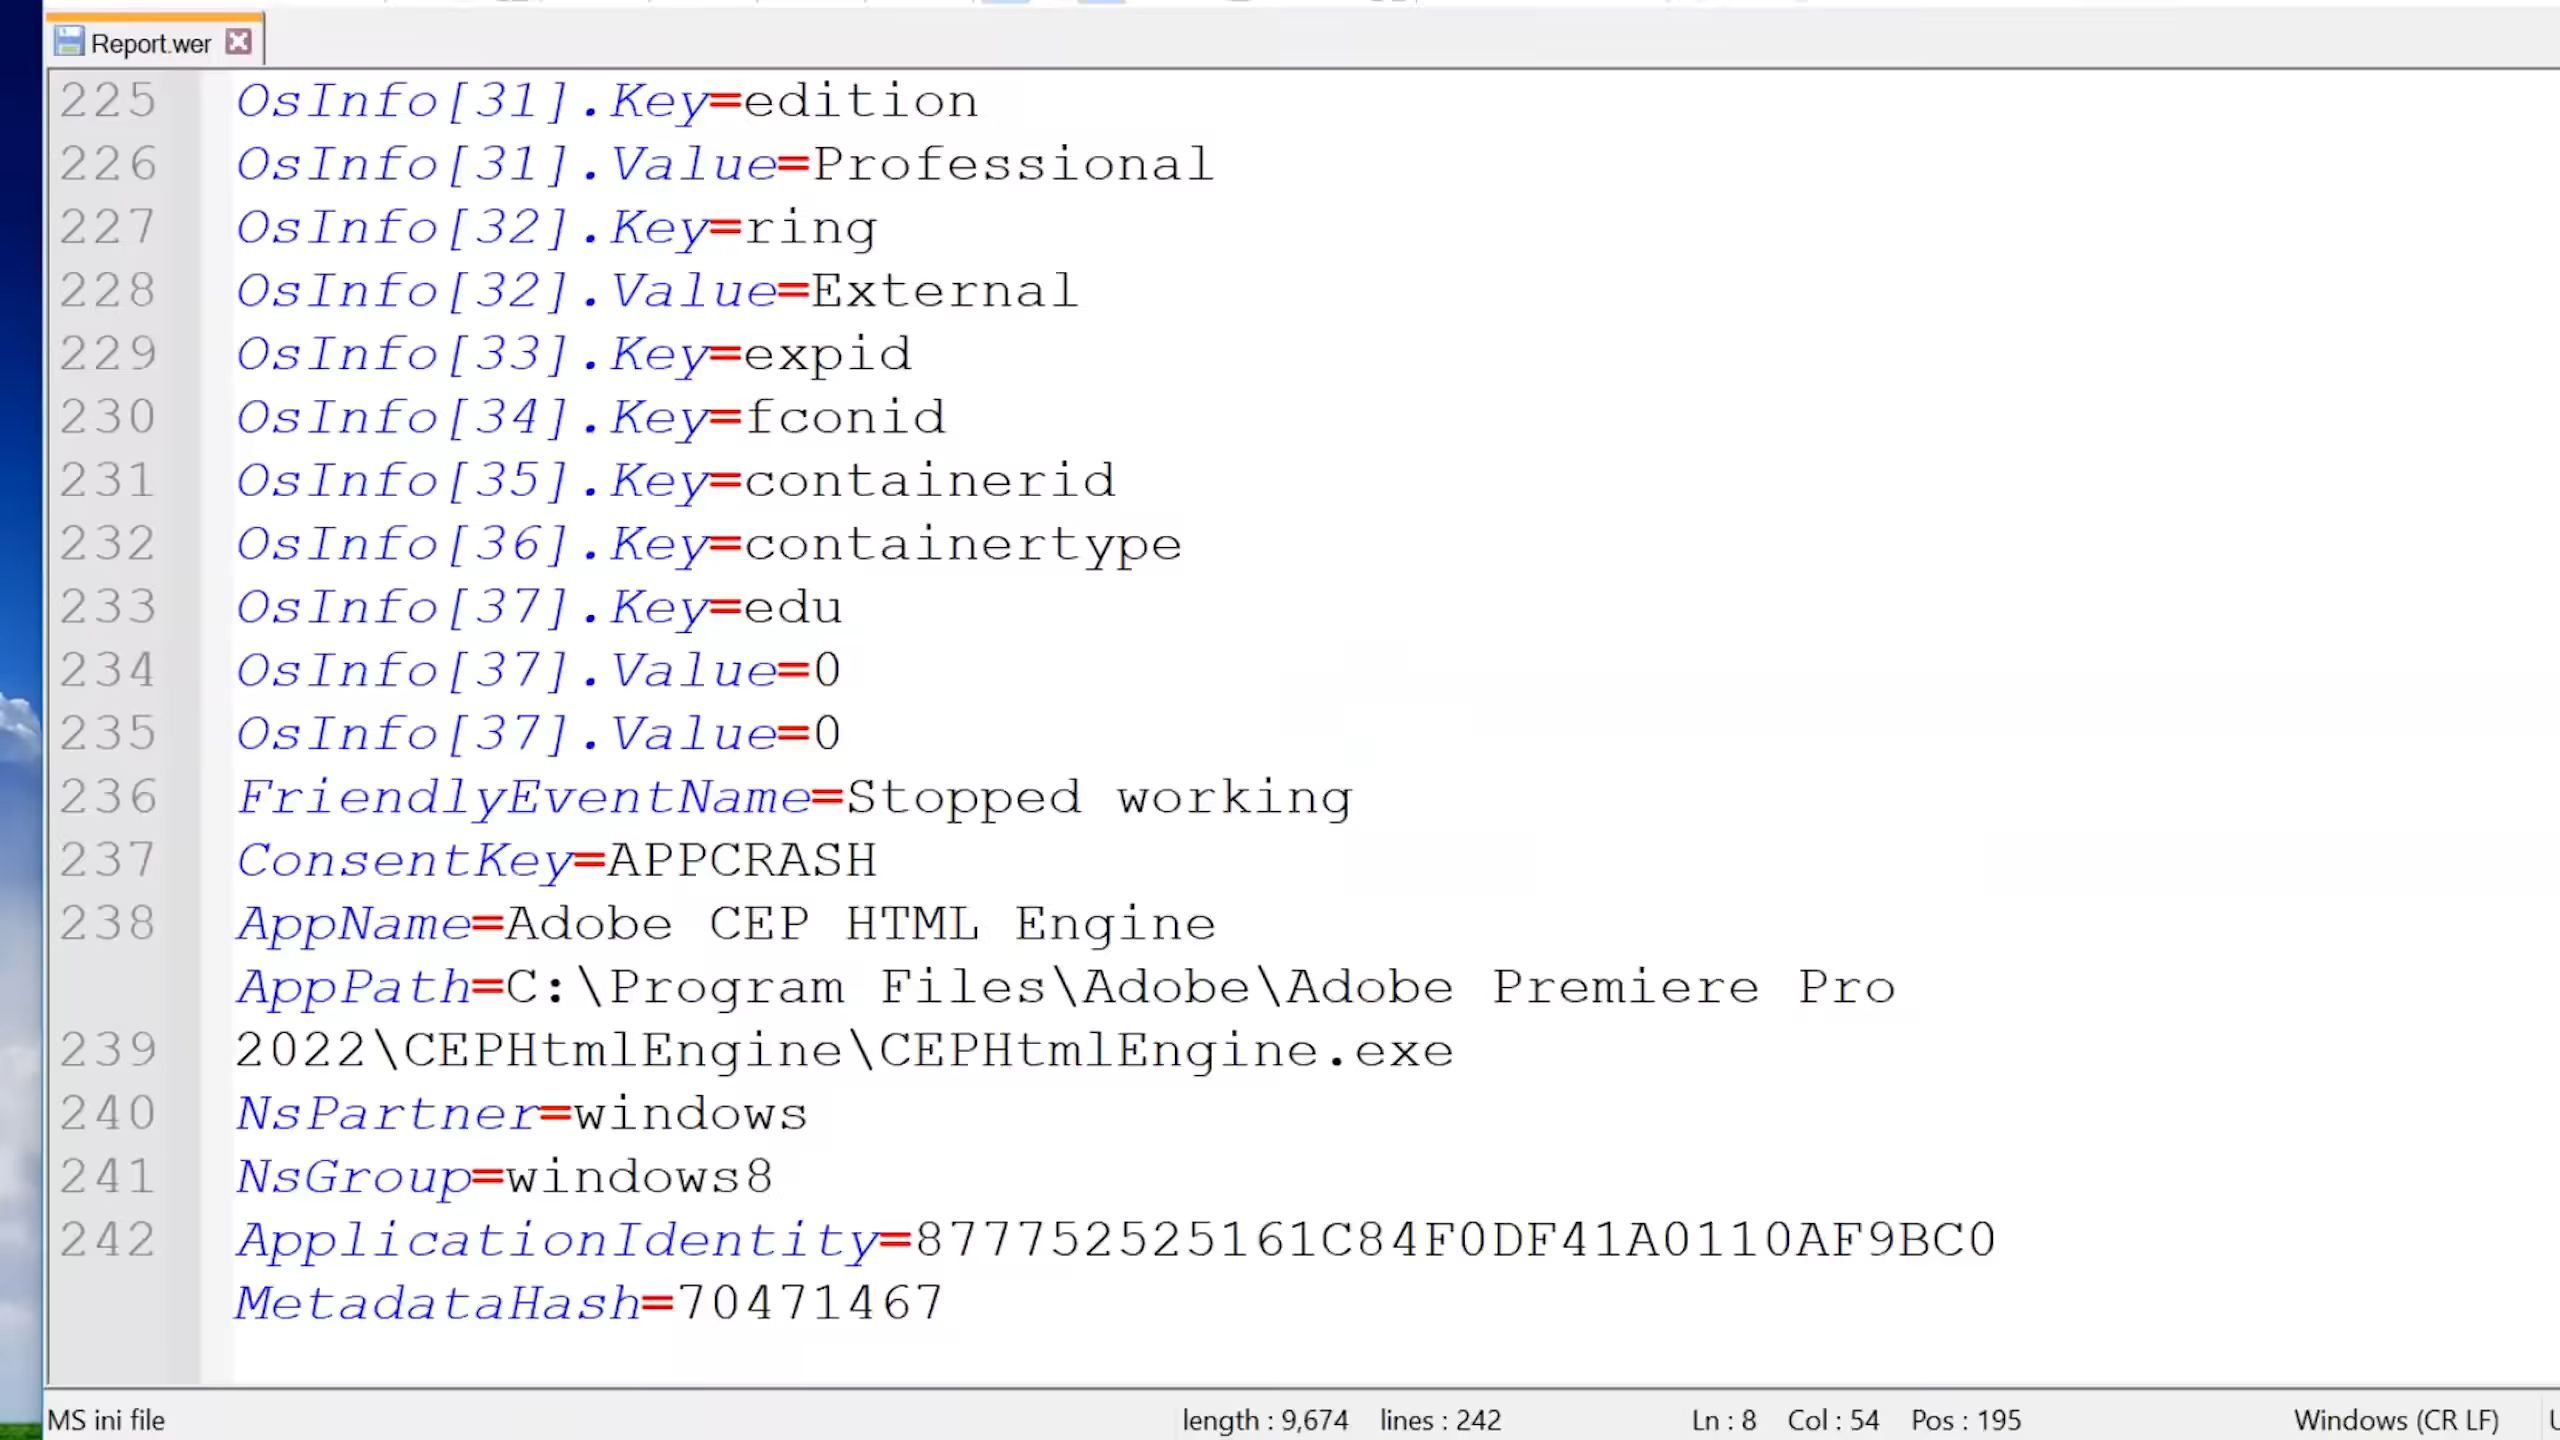 Report.wer
225 OsInfo[31].Key=edition
226 OsInfo[31].Value=Professional
227 OsInfo[32].Key=ring
228 OsInfo[32].Value=External
229 OsInfo[33].Key=expid
230 OsInfo[34].Key=fconid
231 OsInfo[35].Key=containerid
232 OsInfo[36].Key=containertype
233 OsInfo[37].Key=edu
234 OsInfo[37].Value=0
235 OsInfo[37].Value=0
236 FriendlyEventName=Stopped working
237 ConsentKey=APPCRASH
238 AppName=Adobe CEP HTML Engine
AppPath=C:\Program Files\Adobe\Adobe Premiere Pro
239 2022\CEPHtmlEngine\CEPHtmlEngine.exe
240 NsPartner=windows
241 NsGroup=windows8
242 ApplicationIdentity=877752525161C84F0DF41A0110AF9BC0
MetadataHash=70471467
MS ini file length : 9,674 lines : 242 Ln : 8 Col : 54 Pos : 195 Windows (CR LF)